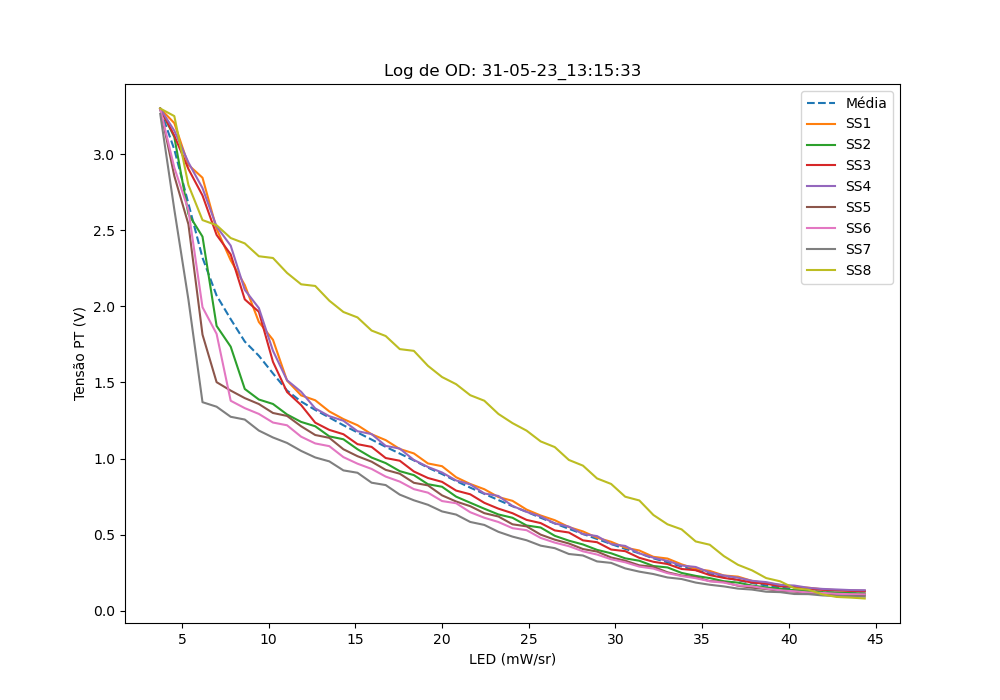 Log de OD: 31-05-23_13:15:33
Média
SS1
SS2
SS3
SS4
SS5
SS6
SS7
SS8
Tensão PT (V)
3.0
2.5
2.0
1.5
1.0
0.5
0.0
5 10 15 20 25 30 35 40 45
LED (mW/sr)